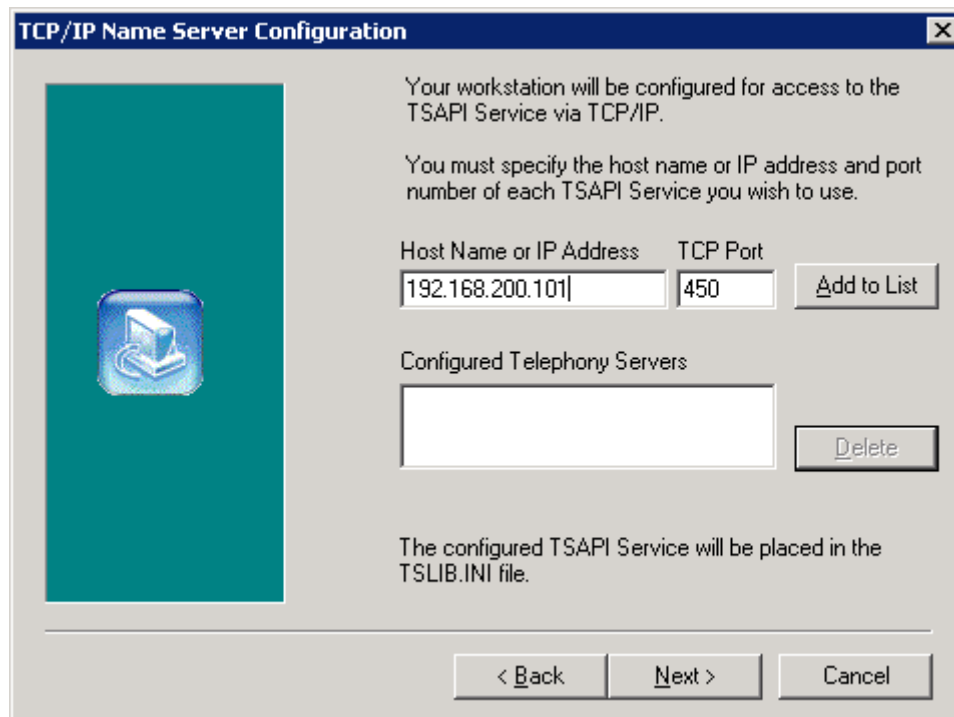 TCP/IP Name Server Configuration
Your workstation will be configured for access to the
TSAPI Service via TCP/IP.
You must specify the host name or IP address and port
number of each TSAPI Service you wish to use.
Host Name or IP Address TCP Port
192.168.200.101 450 Add to List
Configured Telephony Servers
Delete
The configured TSAPI Service will be placed in the
TSLIB.INI file.
< Back Next > Cancel